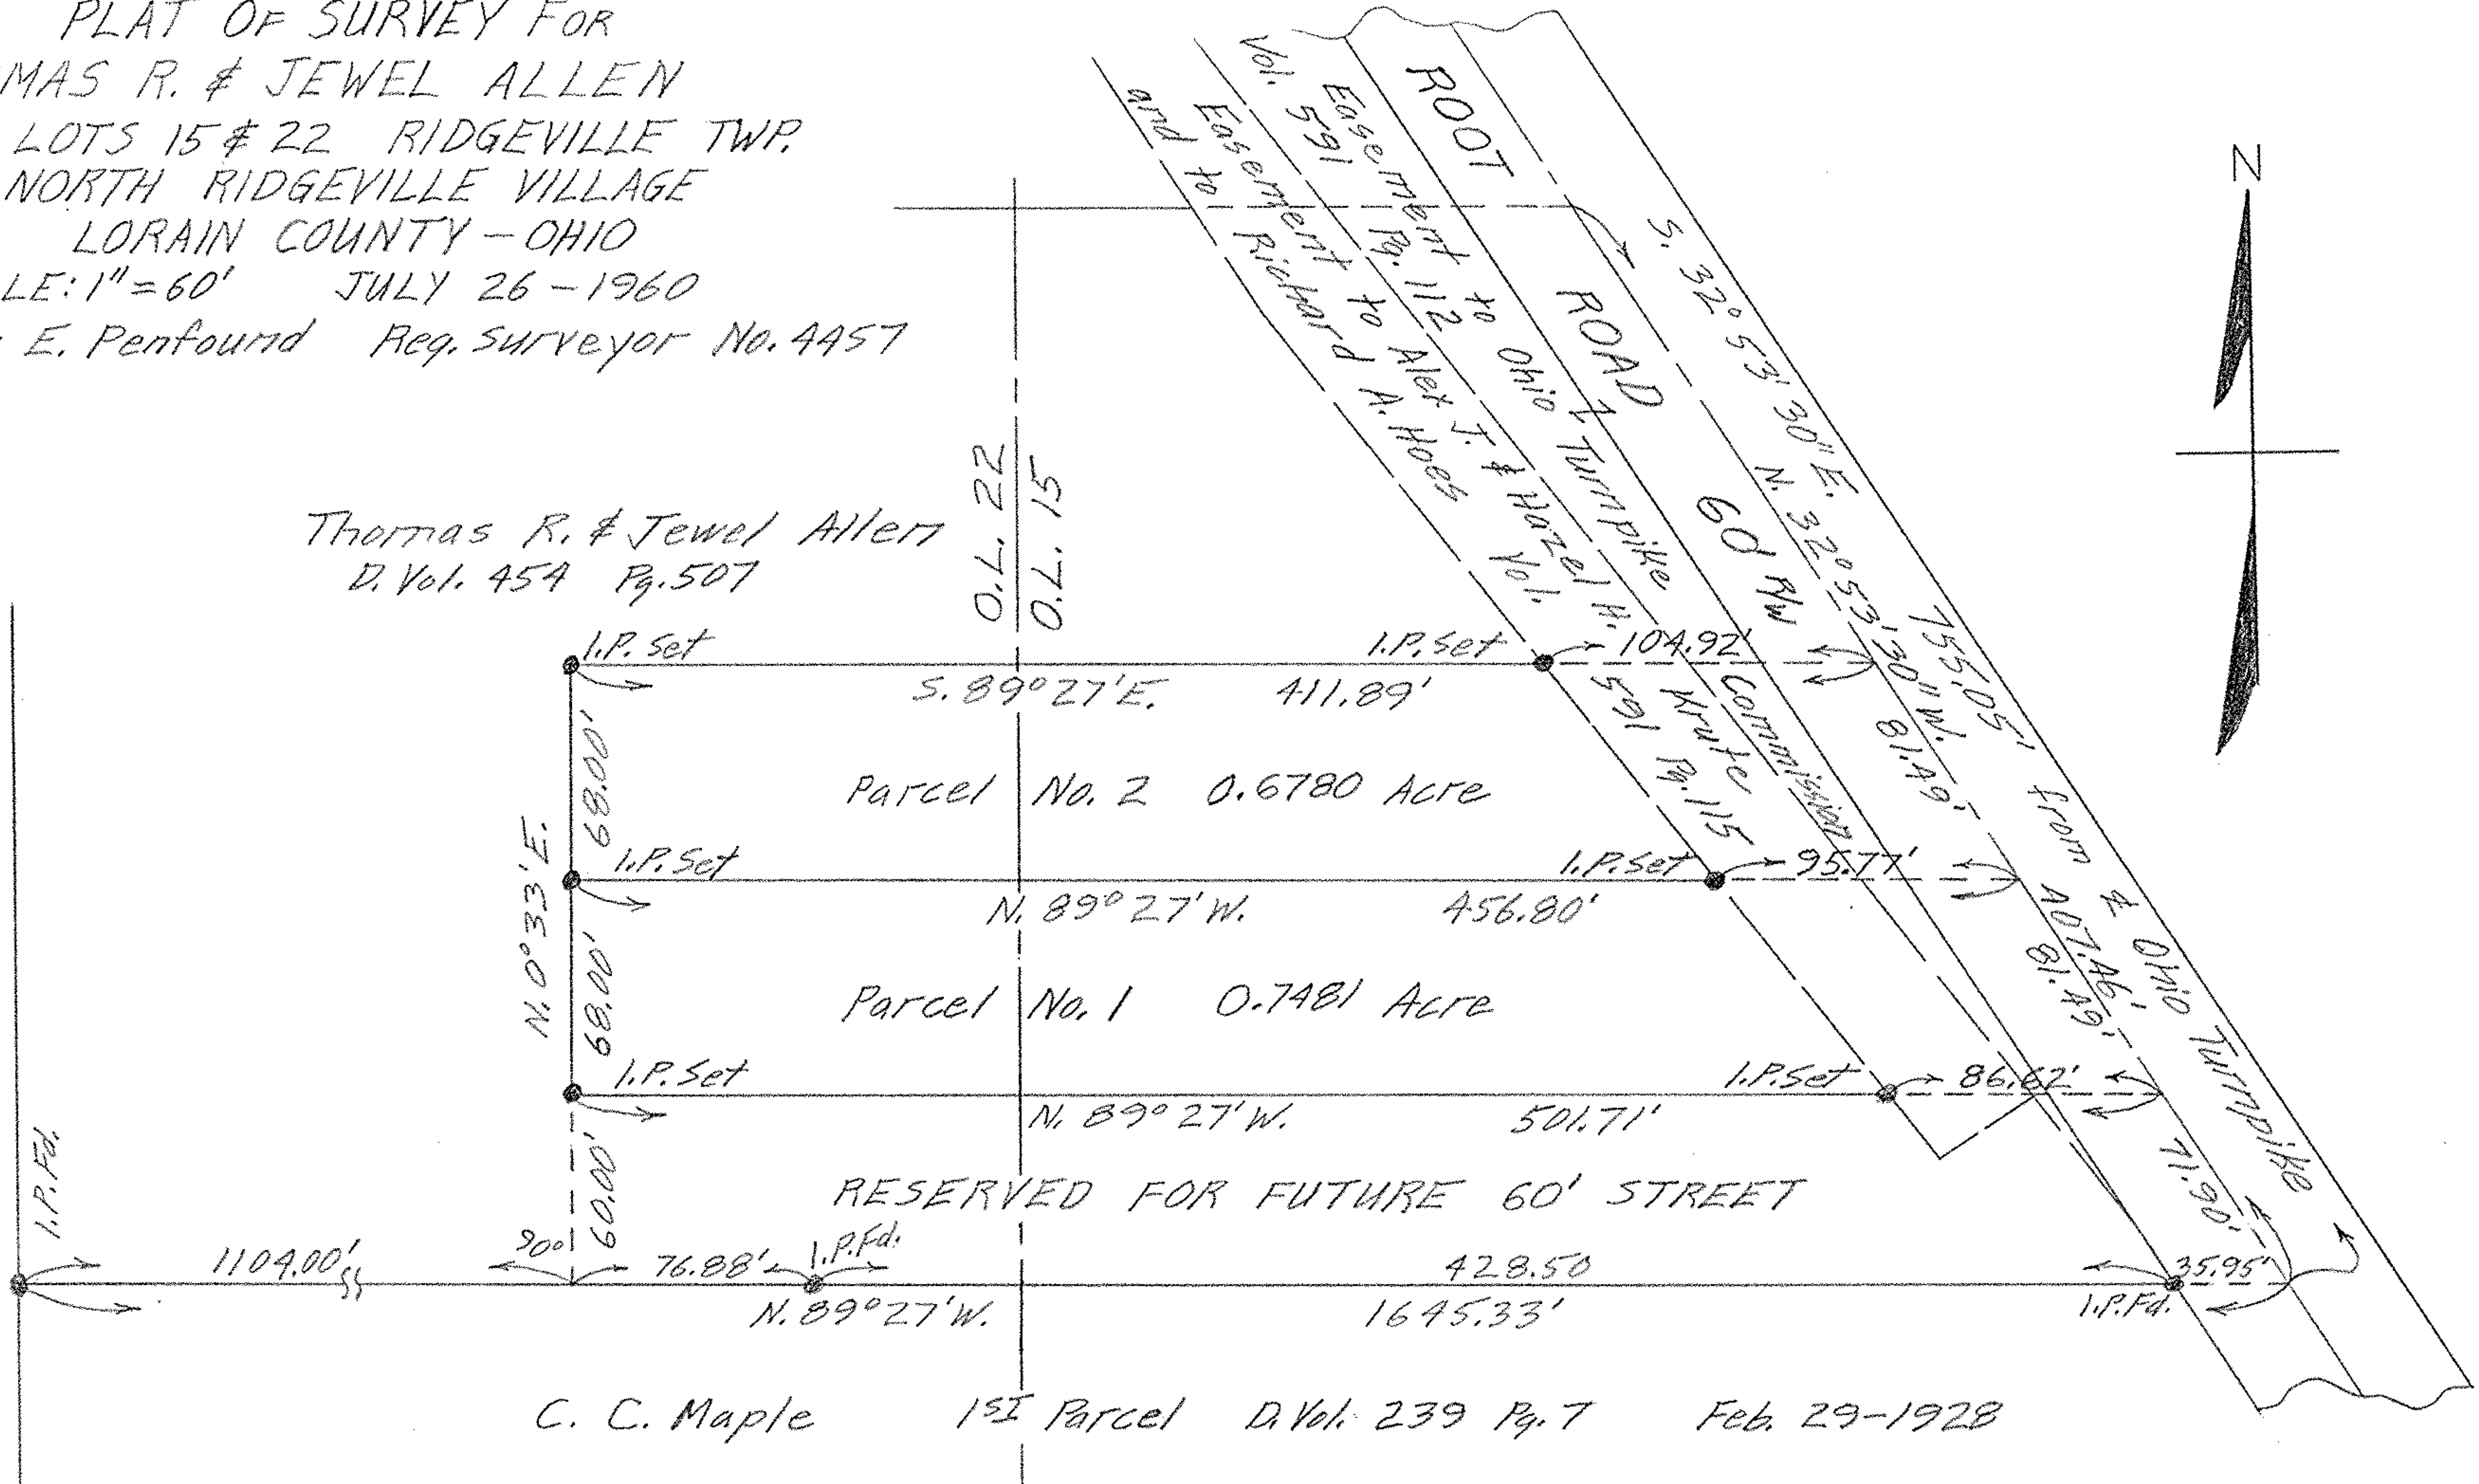 PLAT OF SURVEY FOR
MAS R. & JEWEL ALLEN
LOTS 15 & 22 RIDGEVILLE TWP.
NORTH RIDGEVILLE VILLAGE
LORAIN COUNTY - OHIO
LE: 1" = 60' JULY 26 - 1960
E. Penfound Reg. Surveyor No. 4457
N
ROOT ROAD 60' R/W
Easement to Ohio Turnpike Commission
Vol. 591 Pg. 112
Easement to Alex J. & Hazel H. Krute
and to Richard A. Hoes Vol. 591 Pg. 115
S. 32° 53' 30" E. 755.05' from ℄ Ohio Turnpike
N. 32° 53' 30" W. 407.46'
81.49'
81.49'
71.90'
Thomas R. & Jewel Allen
D. Vol. 454 Pg. 507
O.L. 22
O.L. 15
I.P. Set
I.P. Set
104.92'
S. 89° 27' E. 411.89'
68.00'
Parcel No. 2 0.6780 Acre
N. 0° 33' E.
I.P. Set
I.P. Set
95.77'
N. 89° 27' W. 456.80'
68.00'
Parcel No. 1 0.7481 Acre
I.P. Set
I.P. Set
86.62'
N. 89° 27' W. 501.71'
60.00'
RESERVED FOR FUTURE 60' STREET
I.P. Fd.
1104.00'
90°
76.88'
I.P. Fd.
428.50
35.95'
N. 89° 27' W. 1645.33'
I.P. Fd.
C. C. Maple 1ST Parcel D. Vol. 239 Pg. 7 Feb. 29-1928